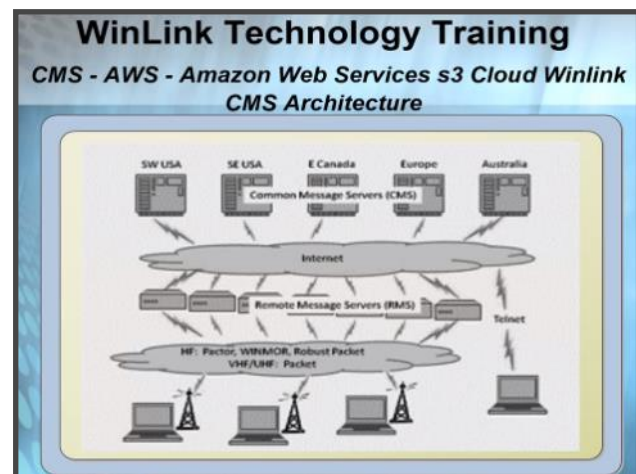 WinLink Technology Training
CMS - AWS - Amazon Web Services s3 Cloud Winlink
CMS Architecture
SW USA SE USA E Canada Europe Australia
Common Message Servers (CMS)
Internet
Remote Message Servers (RMS)
Telnet
HF: Pactor, WINMOR, Robust Packet
VHF/UHF: Packet